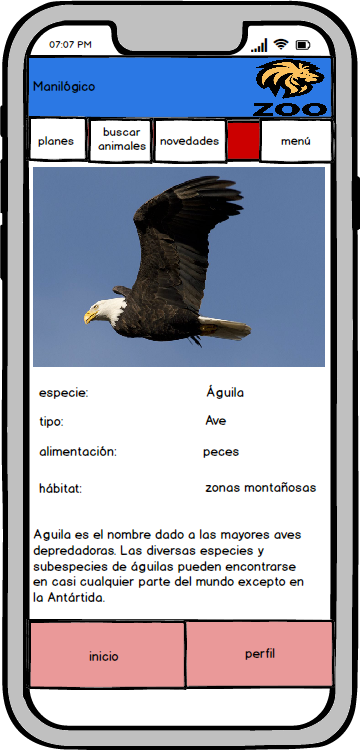 07:07 PM
Manilógico
ZOO
planes
buscar
animales
novedades
menú
especie:
Águila
tipo:
Ave
alimentación:
peces
hábitat:
zonas montañosas
Aguila es el nombre dado a las mayores aves
depredadoras. Las diversas especies y
subespecies de águilas pueden encontrarse
en casi cualquier parte del mundo excepto en
la Antártida.
inicio
perfil